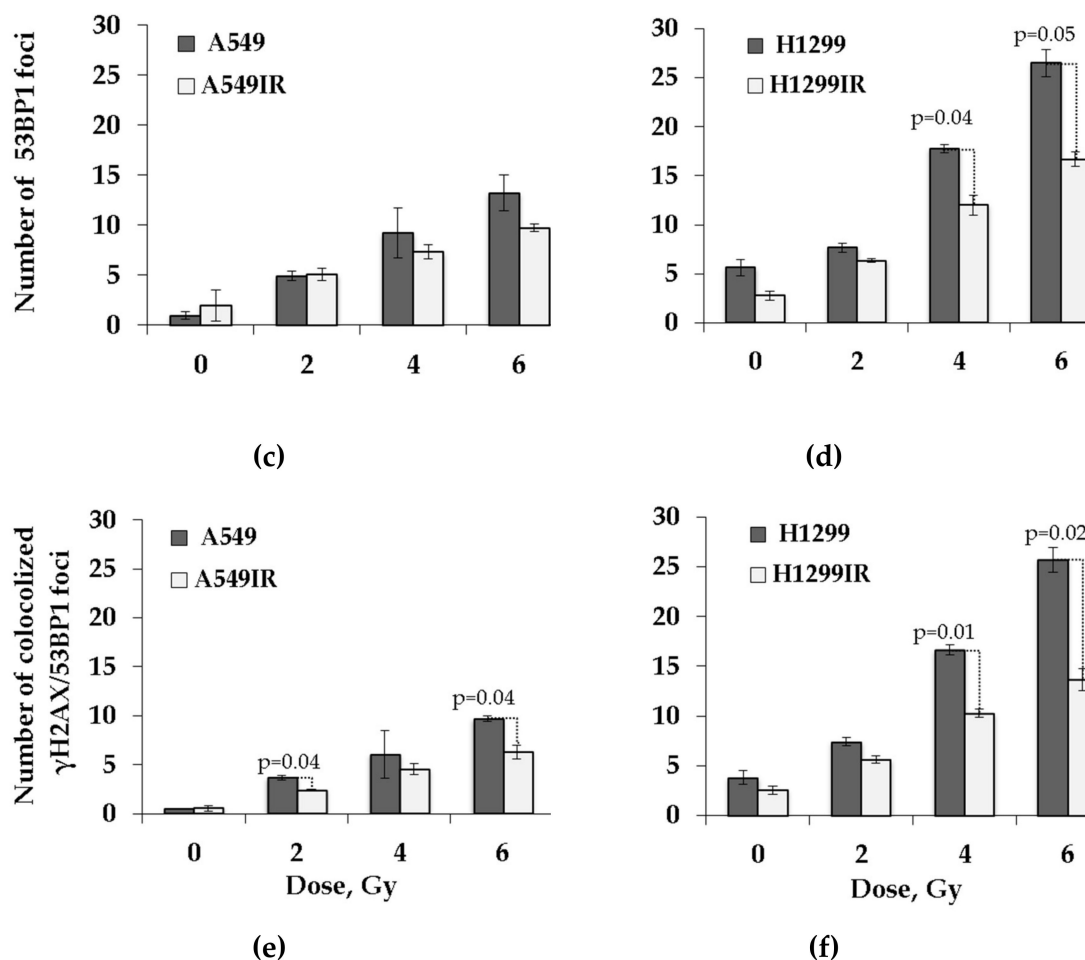 Number of 53BP1 foci
30
25
20
15
10
5
0
A549
A549IR
0 2 4 6
(c)
30
25
20
15
10
5
0
H1299
H1299IR
p=0.04
p=0.05
0 2 4 6
(d)
Number of colocolized
γH2AX/53BP1 foci
30
25
20
15
10
5
0
A549
A549IR
p=0.04
p=0.04
0 2 4 6
Dose, Gy
(e)
30
25
20
15
10
5
0
H1299
H1299IR
p=0.01
p=0.02
0 2 4 6
Dose, Gy
(f)